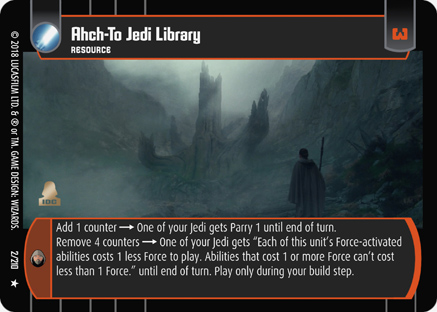 Ahch-To Jedi Library
RESOURCE
© 2018 LUCASFILM LTD. & ® or TM. GAME DESIGN: WIZARDS.
IDC
Add 1 counter → One of your Jedi gets Parry 1 until end of turn.
Remove 4 counters → One of your Jedi gets "Each of this unit's Force-activated
abilities costs 1 less Force to play. Abilities that cost 1 or more Force can't cost
less than 1 Force." until end of turn. Play only during your build step.
2/210 ★